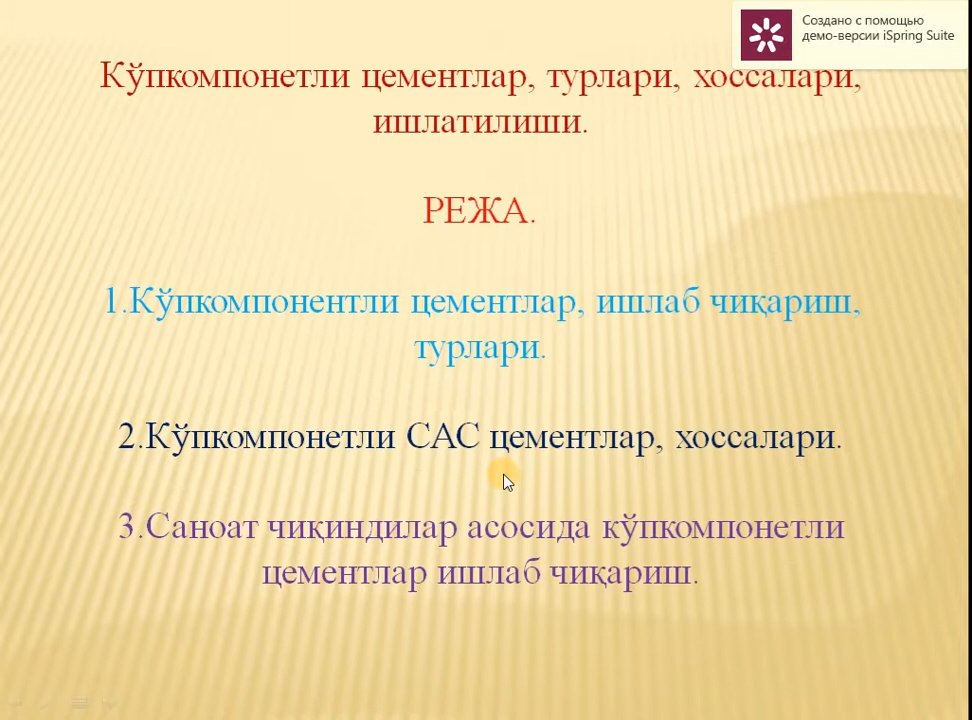 Создано с помощью
демо-версии iSpring Suite
Кўпкомпонетли цементлар, турлари, хоссалари,
ишлатилиши.
РЕЖА.
1.Кўпкомпонентли цементлар, ишлаб чиқариш,
турлари.
2.Кўпкомпонетли САС цементлар, хоссалари.
3.Саноат чиқиндилар асосида кўпкомпонетли
цементлар ишлаб чиқариш.